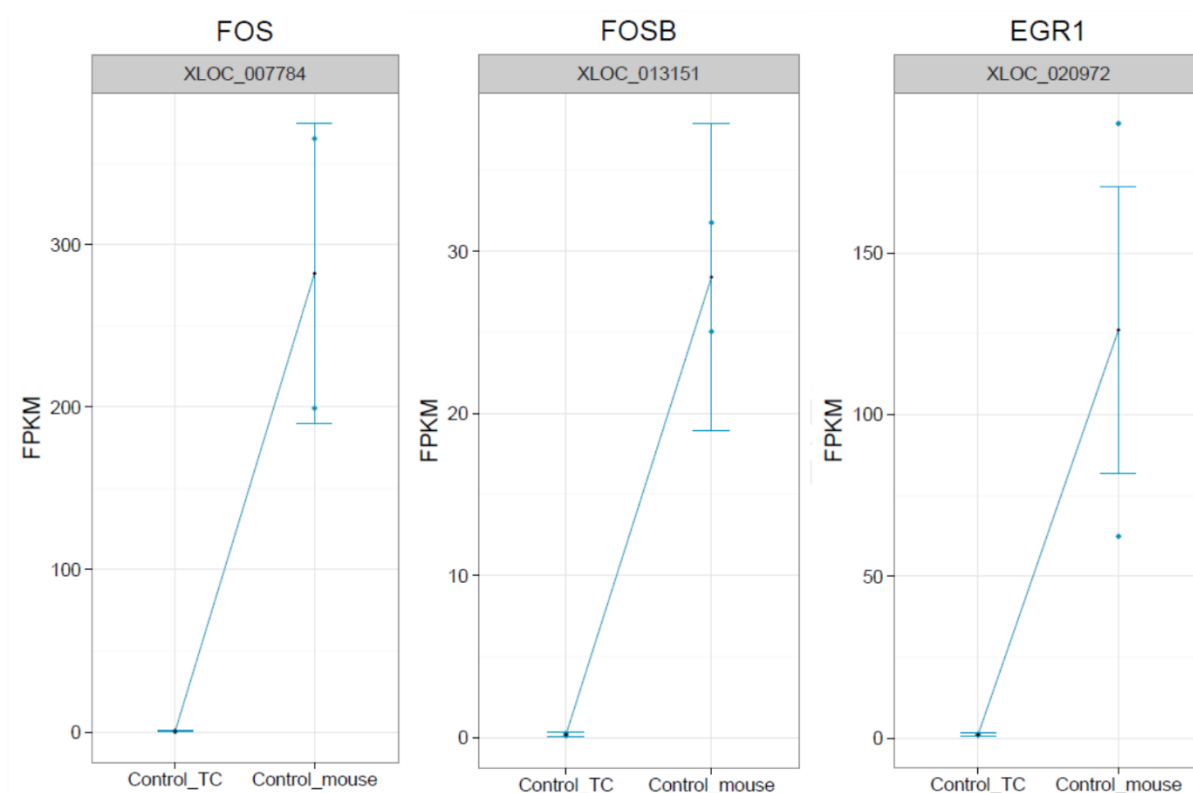 FOS
XLOC_007784
FPKM
300
200
100
0
Control_TC Control_mouse
FOSB
XLOC_013151
FPKM
30
20
10
0
Control_TC Control_mouse
EGR1
XLOC_020972
FPKM
150
100
50
0
Control_TC Control_mouse